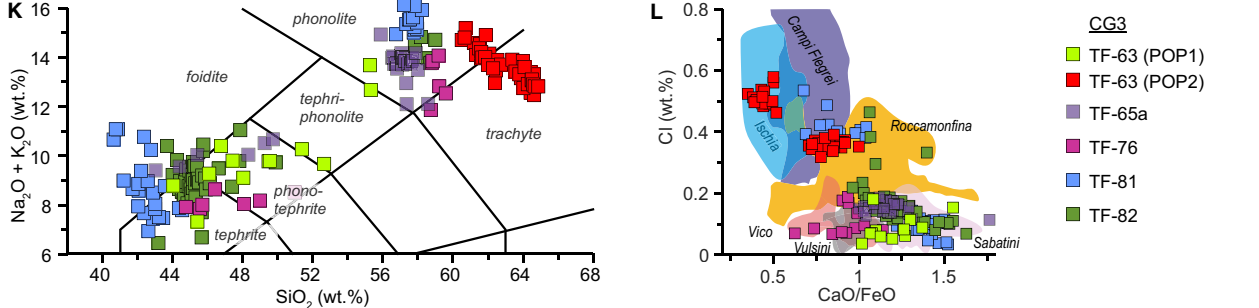 K
Na₂O + K₂O (wt.%)
16
14
12
10
8
6
phonolite
foidite
tephri-
phonolite
trachyte
phono-
tephrite
tephrite
40 44 48 52 56 60 64 68
SiO₂ (wt.%)
L
Cl (wt.%)
0.8
0.6
0.4
0.2
0
Campi Flegrei
Ischia
Roccamonfina
Vico
Vulsini
Sabatini
0.5 1 1.5
CaO/FeO
CG3
TF-63 (POP1)
TF-63 (POP2)
TF-65a
TF-76
TF-81
TF-82